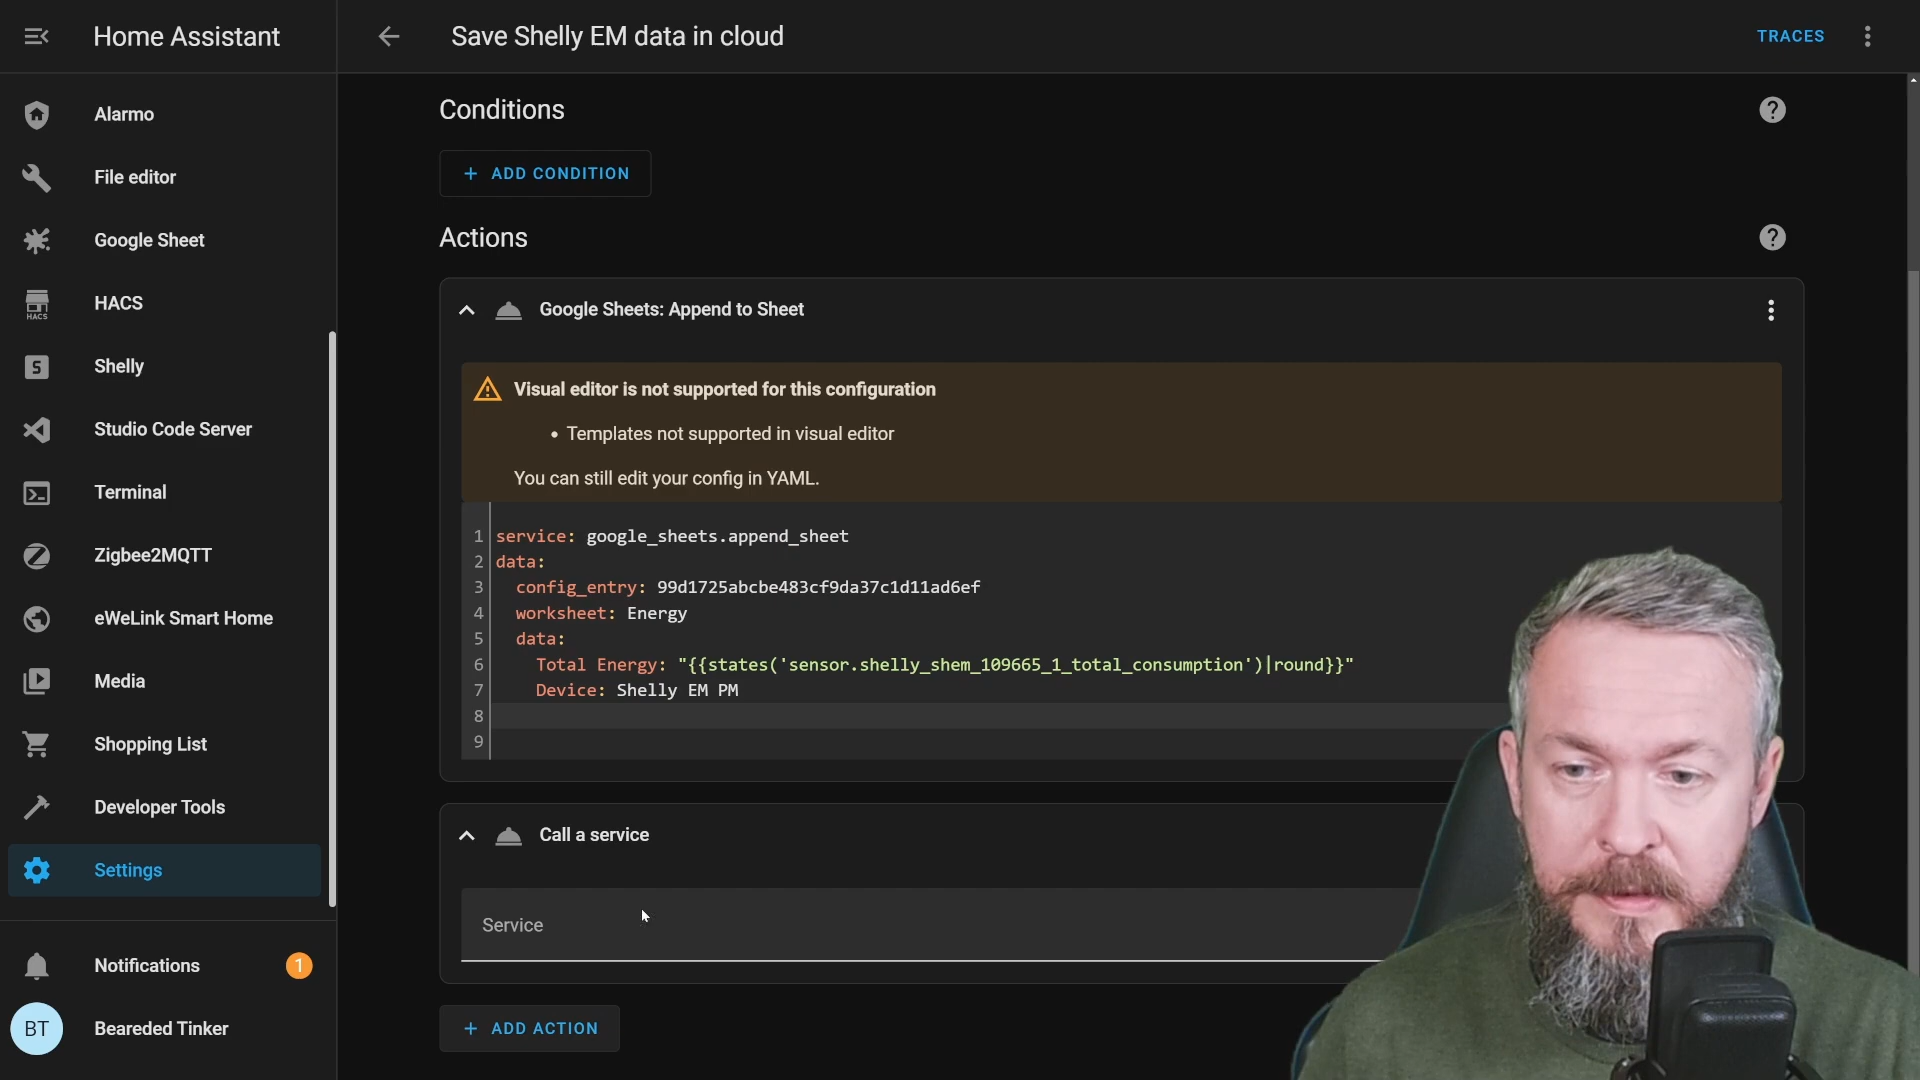 Home Assistant
Save Shelly EM data in cloud
TRACES
Alarmo
File editor
Google Sheet
HACS
HACS
S
Shelly
Studio Code Server
Terminal
Zigbee2MQTT
eWeLink Smart Home
Media
Shopping List
Developer Tools
Settings
Notifications
1
BT
Beareded Tinker
Conditions
?
+ ADD CONDITION
Actions
?
Google Sheets: Append to Sheet
Visual editor is not supported for this configuration
• Templates not supported in visual editor
You can still edit your config in YAML.
1 service: google_sheets.append_sheet
2 data:
3 config_entry: 99d1725abcbe483cf9da37c1d11ad6ef
4 worksheet: Energy
5 data:
6 Total Energy: "{{states('sensor.shelly_shem_109665_1_total_consumption')|round}}"
7 Device: Shelly EM PM
8
9
Call a service
Service
+ ADD ACTION